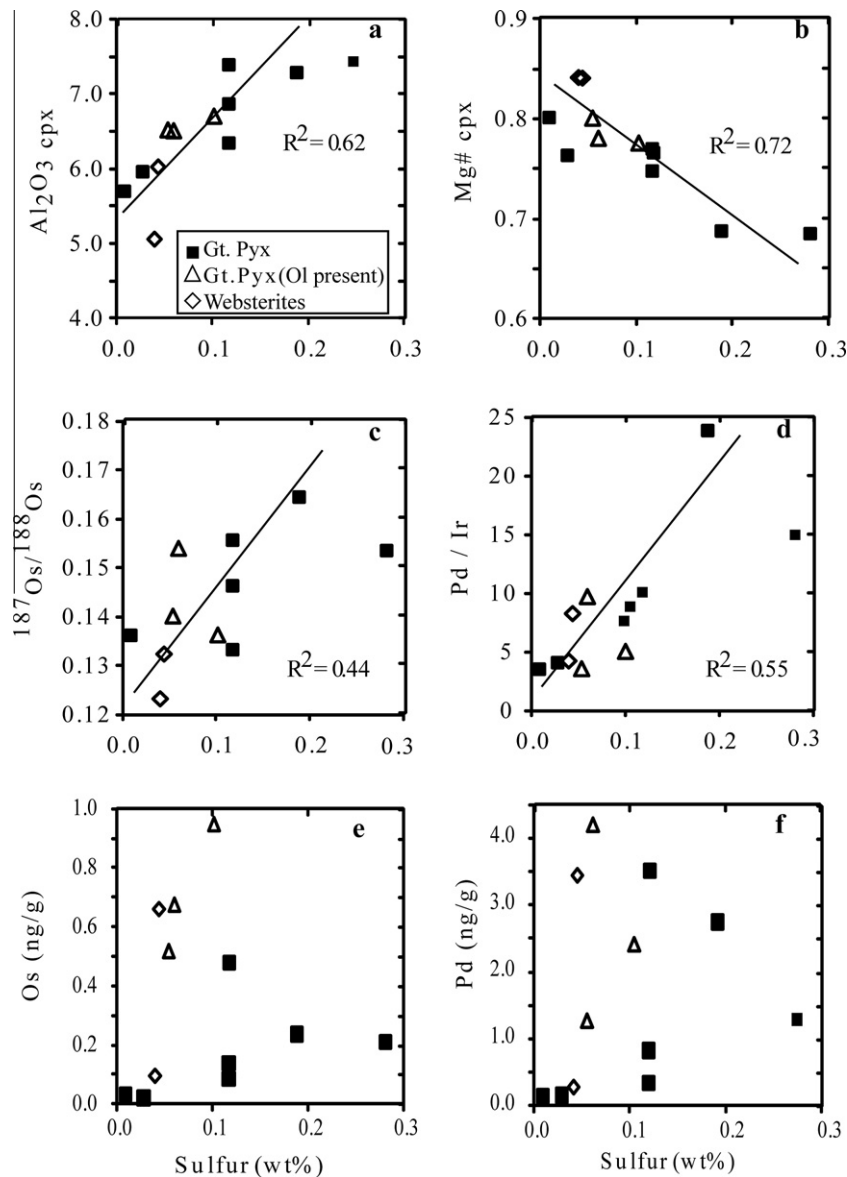 a
Al2O3 cpx
8.0
7.0
6.0
5.0
4.0
R2=0.62
Gt. Pyx
Gt.Pyx(Ol present)
Websterites
0.0 0.1 0.2 0.3
b
Mg# cpx
0.9
0.8
0.7
0.6
R2=0.72
0.0 0.1 0.2 0.3
c
187Os/188Os
0.18
0.17
0.16
0.15
0.14
0.13
0.12
R2=0.44
0.0 0.1 0.2 0.3
d
Pd / Ir
25
20
15
10
5
0
R2=0.55
0.0 0.1 0.2 0.3
e
Os (ng/g)
1.0
0.8
0.6
0.4
0.2
0.0
0.0 0.1 0.2 0.3
Sulfur (wt%)
f
Pd (ng/g)
4.0
3.0
2.0
1.0
0.0
0.0 0.1 0.2 0.3
Sulfur (wt%)